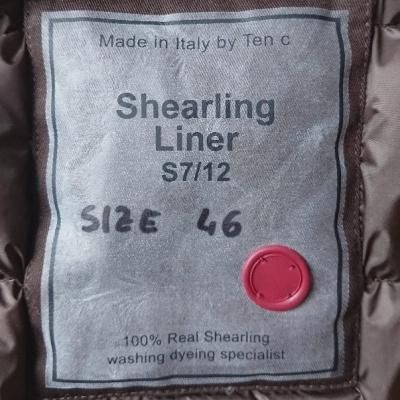 Made in Italy by Ten c
Shearling
Liner
S7/12
SIZE 46
100% Real Shearling
washing dyeing specialist